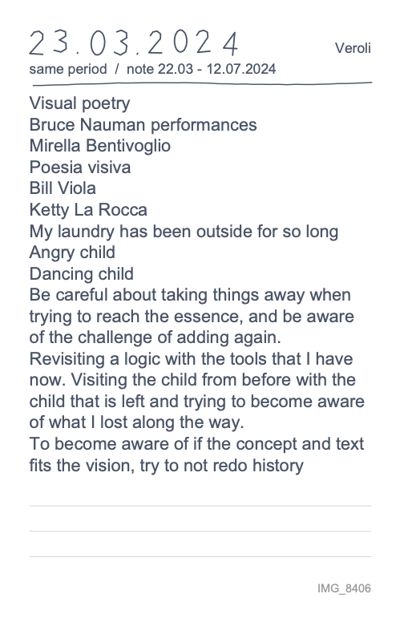 23.03.2024
Veroli
same period / note 22.03 - 12.07.2024
Visual poetry
Bruce Nauman performances
Mirella Bentivoglio
Poesia visiva
Bill Viola
Ketty La Rocca
My laundry has been outside for so long
Angry child
Dancing child
Be careful about taking things away when
trying to reach the essence, and be aware
of the challenge of adding again.
Revisiting a logic with the tools that I have
now. Visiting the child from before with the
child that is left and trying to become aware
of what I lost along the way.
To become aware of if the concept and text
fits the vision, try to not redo history
IMG_8406